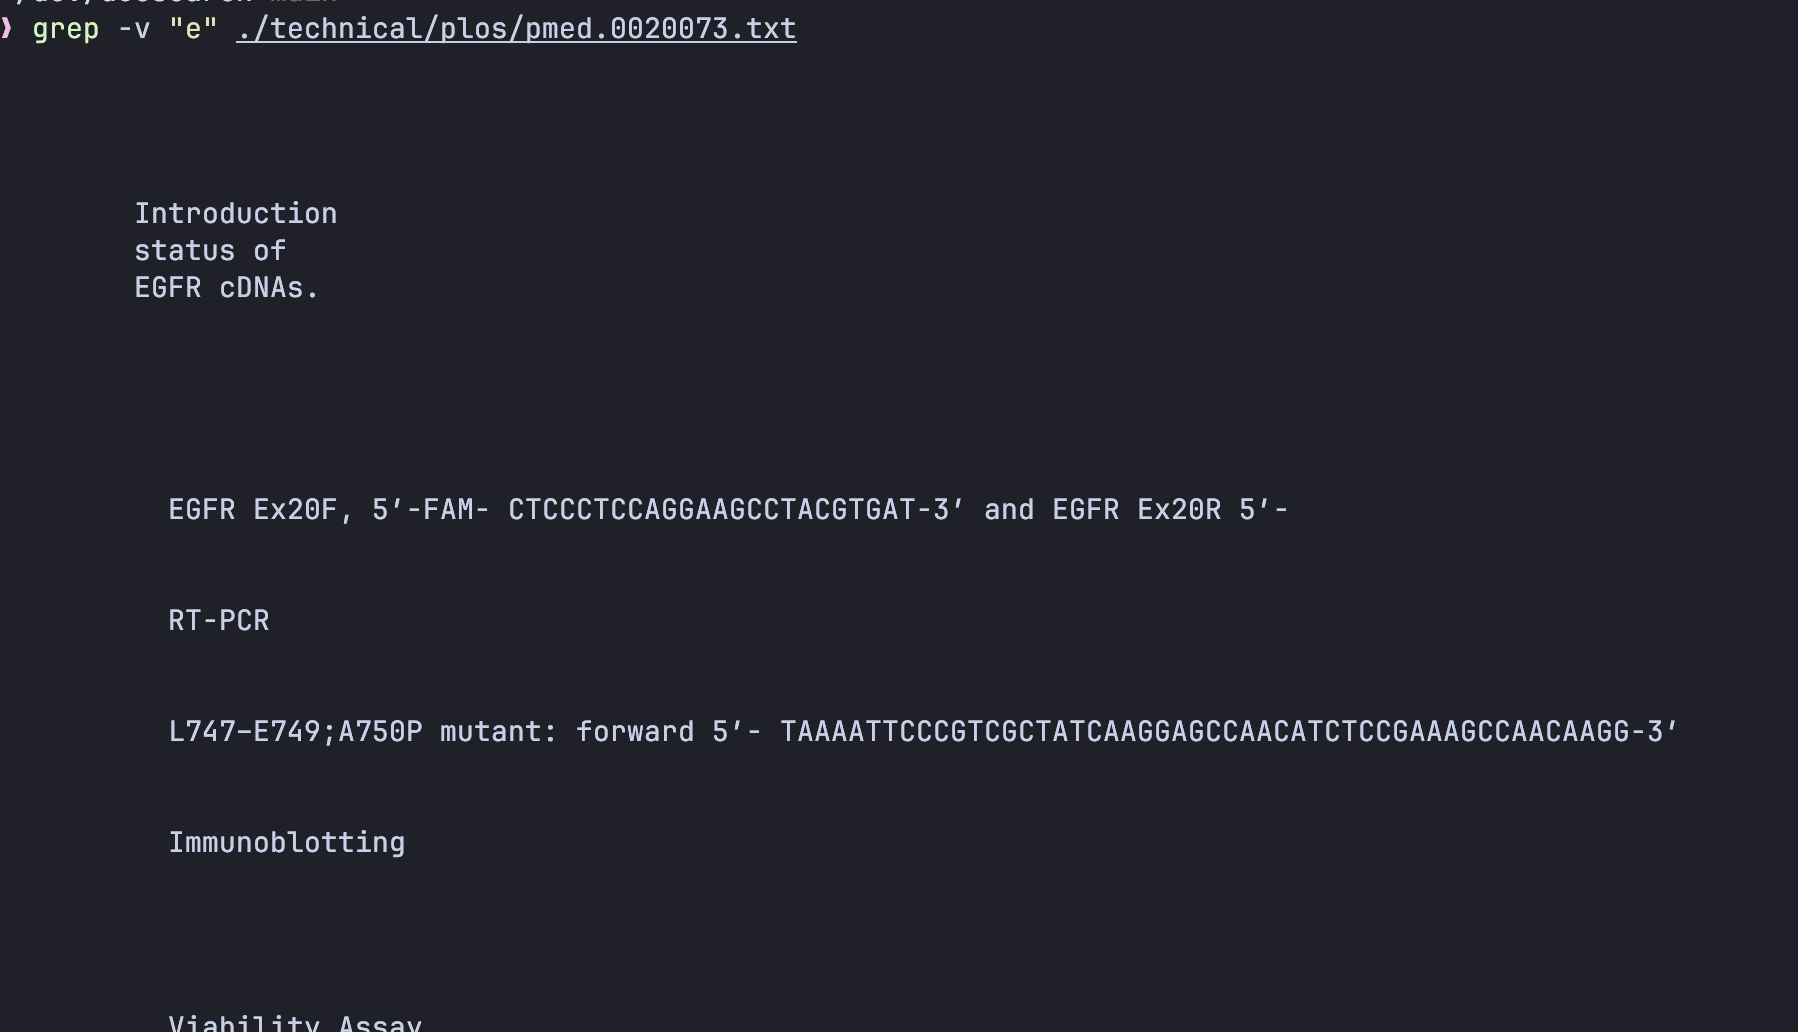 ❯ grep -v "e" ./technical/plos/pmed.0020073.txt
Introduction
status of
EGFR cDNAs.
EGFR Ex20F, 5′-FAM- CTCCCTCCAGGAAGCCTACGTGAT-3′ and EGFR Ex20R 5′-
RT-PCR
L747–E749;A750P mutant: forward 5′- TAAAATTCCCGTCGCTATCAAGGAGCCAACATCTCCGAAAGCCAACAAGG-3′
Immunoblotting
Viability Assay